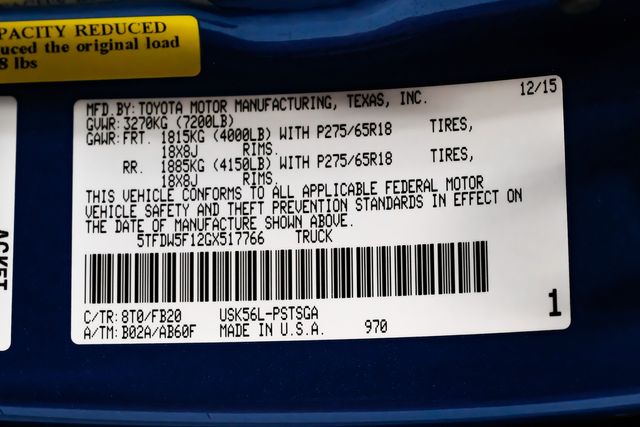 PACITY REDUCED
duced the original load
8 lbs
MFD.BY:TOYOTA MOTOR MANUFACTURING, TEXAS, INC. 12/15
GVWR:3270KG (7200LB)
GAWR:FRT. 1815KG (4000LB) WITH P275/65R18 TIRES,
18X8J RIMS.
RR. 1885KG (4150LB) WITH P275/65R18 TIRES,
18X8J RIMS.
THIS VEHICLE CONFORMS TO ALL APPLICABLE FEDERAL MOTOR
VEHICLE SAFETY AND THEFT PREVENTION STANDARDS IN EFFECT ON
THE DATE OF MANUFACTURE SHOWN ABOVE.
5TFDW5F12GX517766 TRUCK
C/TR:8T0/FB20 USK56L-PSTSGA
A/TM:B02A/AB60F MADE IN U.S.A. 970
1
ACKET